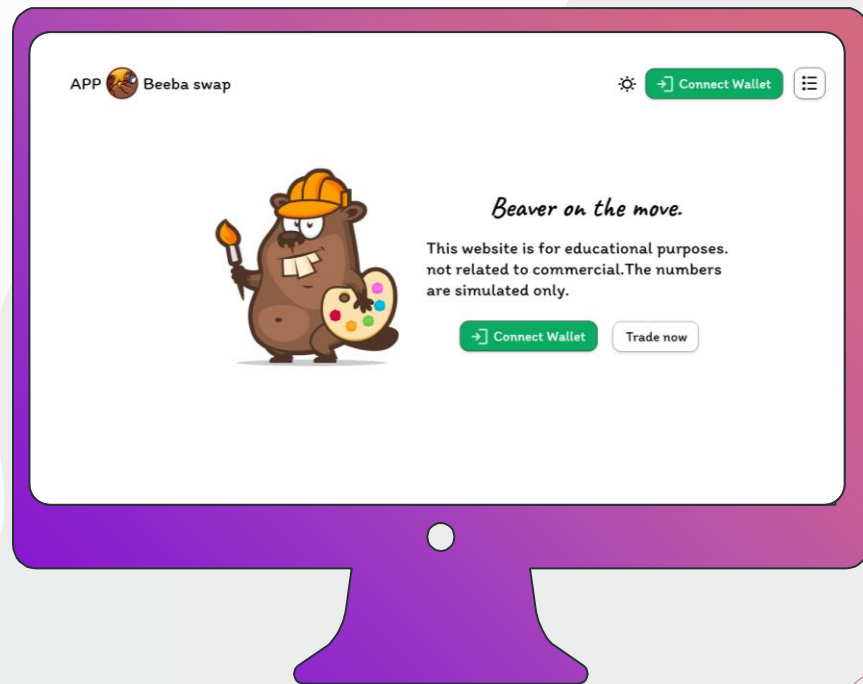 APP Beeba swap
Connect Wallet
Beaver on the move.
This website is for educational purposes.
not related to commercial.The numbers
are simulated only.
Connect Wallet
Trade now